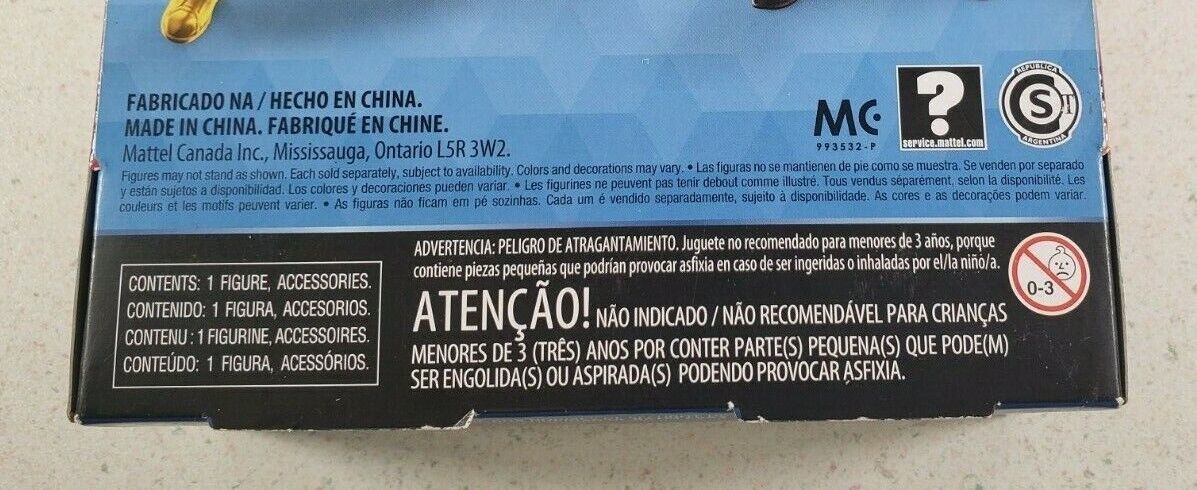 FABRICADO NA / HECHO EN CHINA.
MADE IN CHINA. FABRIQUÉ EN CHINE.
Mattel Canada Inc., Mississauga, Ontario L5R 3W2.
MC
993532-P
?
service.mattel.com
REPUBLICA
S II
ARGENTINA
Figures may not stand as shown. Each sold separately, subject to availability. Colors and decorations may vary. • Las figuras no se mantienen de pie como se muestra. Se venden por separado
y están sujetos a disponibilidad. Los colores y decoraciones pueden variar. • Les figurines ne peuvent pas tenir debout comme illustré. Tous vendus séparément, selon la disponibilité. Les
couleurs et les motifs peuvent varier. • As figuras não ficam em pé sozinhas. Cada um é vendido separadamente, sujeito à disponibilidade. As cores e as decorações podem variar.
CONTENTS: 1 FIGURE, ACCESSORIES.
CONTENIDO: 1 FIGURA, ACCESORIOS.
CONTENU : 1 FIGURINE, ACCESSOIRES.
CONTEÚDO: 1 FIGURA, ACESSÓRIOS.
ADVERTENCIA: PELIGRO DE ATRAGANTAMIENTO. Juguete no recomendado para menores de 3 años, porque
contiene piezas pequeñas que podrían provocar asfixia en caso de ser ingeridas o inhaladas por el/la niño/a.
ATENÇÃO! NÃO INDICADO / NÃO RECOMENDÁVEL PARA CRIANÇAS
MENORES DE 3 (TRÊS) ANOS POR CONTER PARTE(S) PEQUENA(S) QUE PODE(M)
SER ENGOLIDA(S) OU ASPIRADA(S) PODENDO PROVOCAR ASFIXIA.
0-3